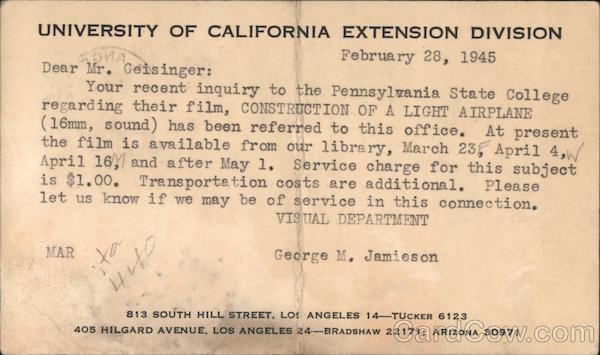 UNIVERSITY OF CALIFORNIA EXTENSION DIVISION
February 28, 1945
Dear Mr. Geisinger:
Your recent inquiry to the Pennsylvania State College
regarding their film, CONSTRUCTION OF A LIGHT AIRPLANE
(16mm, sound) has been referred to this office. At present
the film is available from our library, March 23,F April 4,W
April 16,M and after May 1. Service charge for this subject
is $1.00. Transportation costs are additional. Please
let us know if we may be of service in this connection.
VISUAL DEPARTMENT
MAR
George M. Jamieson
813 SOUTH HILL STREET, LOS ANGELES 14—TUCKER 6123
405 HILGARD AVENUE, LOS ANGELES 24—BRADSHAW 22171; ARIZONA 30971
CardCow.com